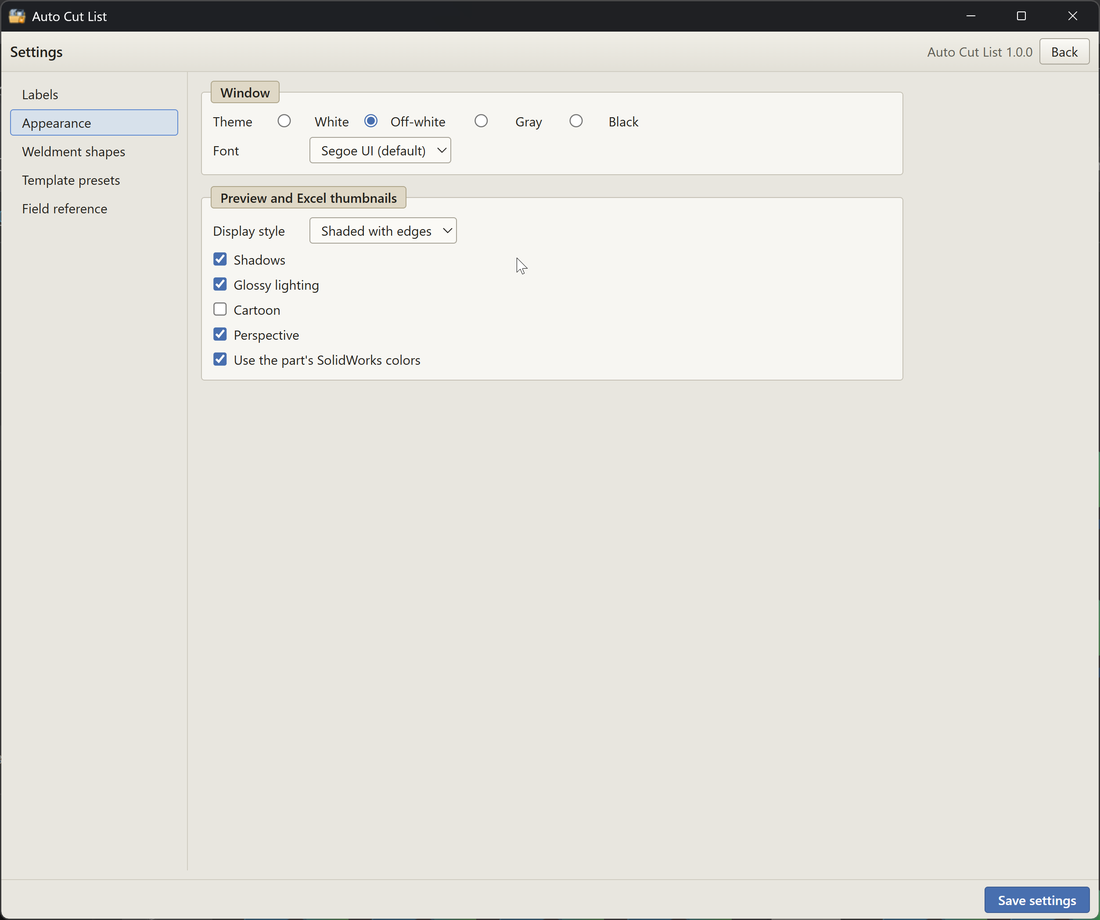 Auto Cut List
Settings
Auto Cut List 1.0.0
Back
Labels
Appearance
Weldment shapes
Template presets
Field reference
Window
Theme White Off-white Gray Black
Font Segoe UI (default)
Preview and Excel thumbnails
Display style Shaded with edges
Shadows
Glossy lighting
Cartoon
Perspective
Use the part's SolidWorks colors
Save settings